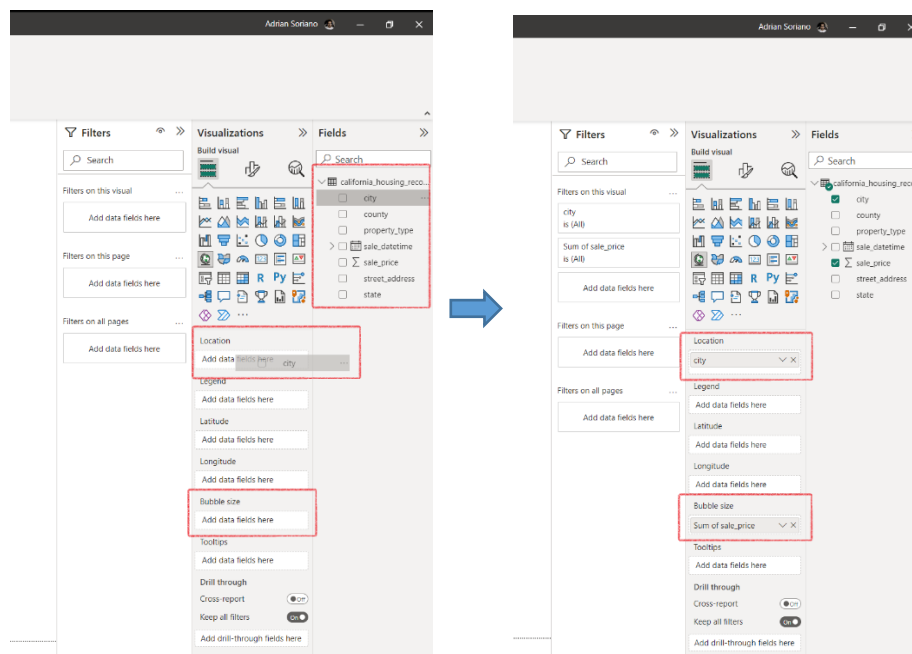 Adrian Soriano
Filters
Search
Filters on this visual
...
Add data fields here
Filters on this page
...
Add data fields here
Filters on all pages
...
Add data fields here
Visualizations
Build visual
R Py
...
Location
Add data fields here
city
...
Legend
Add data fields here
Latitude
Add data fields here
Longitude
Add data fields here
Bubble size
Add data fields here
Tooltips
Add data fields here
Drill through
Cross-report
Off
Keep all filters
On
Add drill-through fields here
Fields
Search
california_housing_reco...
city
...
county
property_type
sale_datetime
∑ sale_price
street_address
state
Adrian Soriano
Filters
Search
Filters on this visual
...
city
is (All)
Sum of sale_price
is (All)
Add data fields here
Filters on this page
...
Add data fields here
Filters on all pages
...
Add data fields here
Visualizations
Build visual
R Py
...
Location
city
Legend
Add data fields here
Latitude
Add data fields here
Longitude
Add data fields here
Bubble size
Sum of sale_price
Tooltips
Add data fields here
Drill through
Cross-report
Off
Keep all filters
On
Add drill-through fields here
Fields
Search
california_housing_reco
city
county
property_type
sale_datetime
∑ sale_price
street_address
state